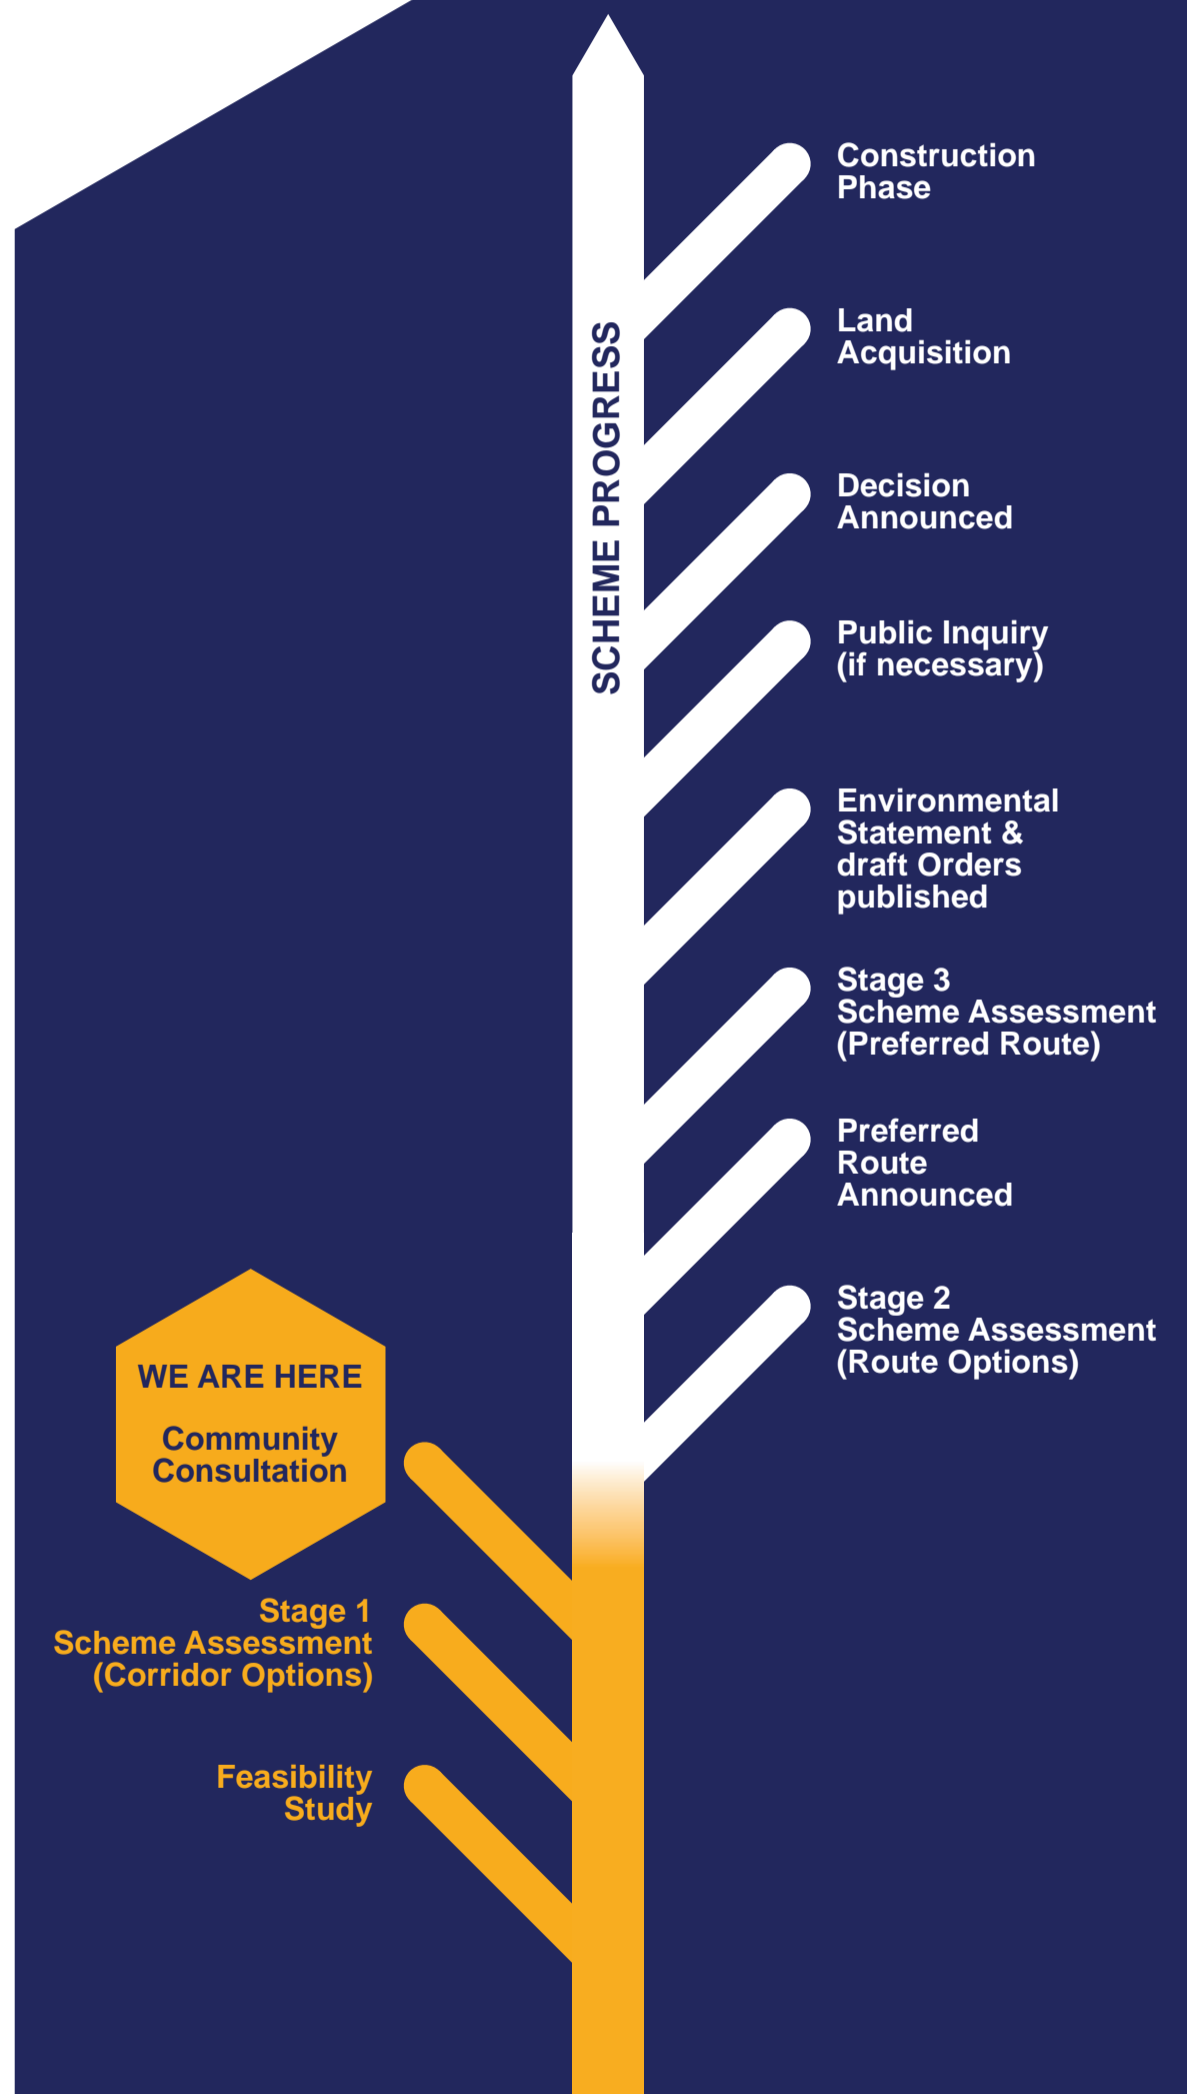 SCHEME PROGRESS
Construction
Phase
Land
Acquisition
Decision
Announced
Public Inquiry
(if necessary)
Environmental
Statement &
draft Orders
published
Stage 3
Scheme Assessment
(Preferred Route)
Preferred
Route
Announced
Stage 2
Scheme Assessment
(Route Options)
WE ARE HERE
Community
Consultation
Stage 1
Scheme Assessment
(Corridor Options)
Feasibility
Study